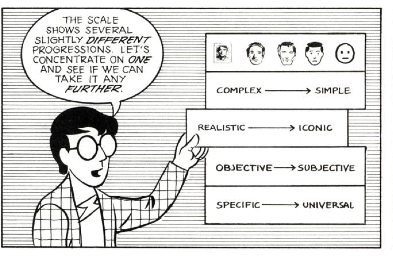 THE SCALE
SHOWS SEVERAL
SLIGHTLY DIFFERENT
PROGRESSIONS. LET'S
CONCENTRATE ON ONE
AND SEE IF WE CAN
TAKE IT ANY
FURTHER.
COMPLEX → SIMPLE
REALISTIC → ICONIC
OBJECTIVE → SUBJECTIVE
SPECIFIC → UNIVERSAL